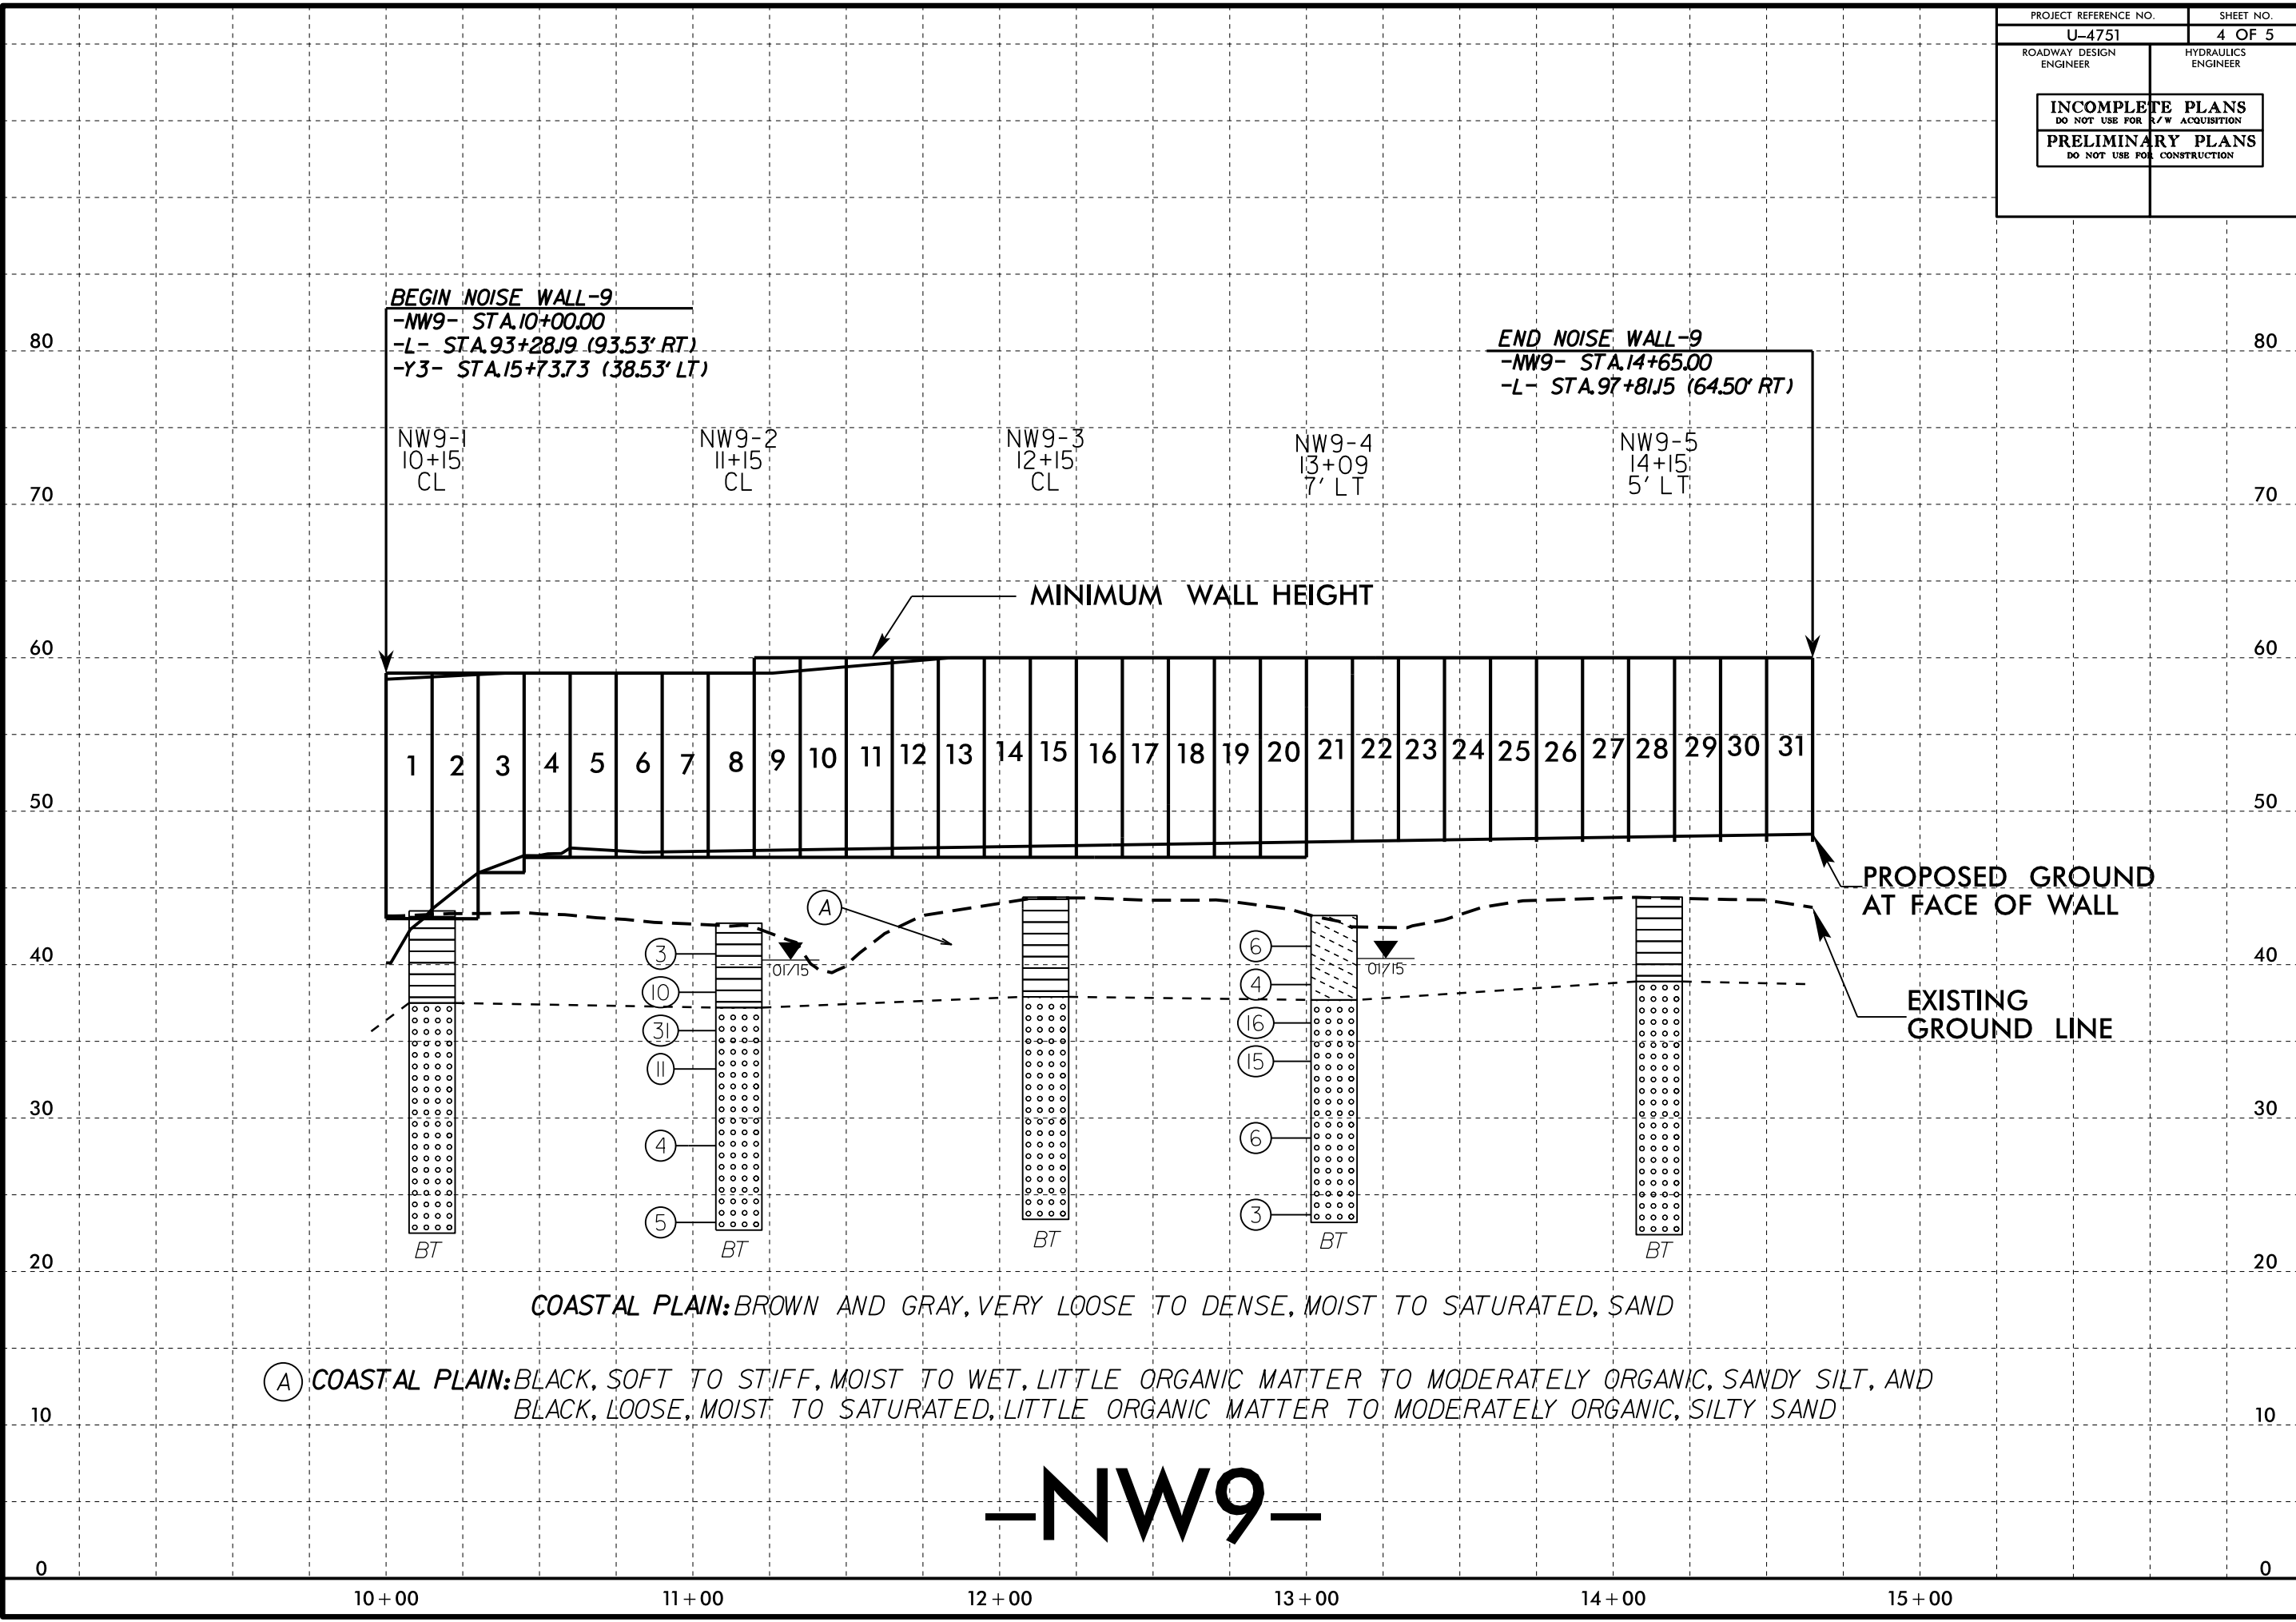 PROJECT REFERENCE NO. SHEET NO.
U-4751 4 OF 5
ROADWAY DESIGN ENGINEER
HYDRAULICS ENGINEER
INCOMPLETE PLANS
DO NOT USE FOR R/W ACQUISITION
PRELIMINARY PLANS
DO NOT USE FOR CONSTRUCTION
BEGIN NOISE WALL-9
-NW9- STA.10+00.00
-L- STA.93+28.19 (93.53' RT)
-Y3- STA.15+73.73 (38.53' LT)
END NOISE WALL-9
-NW9- STA.14+65.00
-L- STA.97+81.15 (64.50' RT)
80 80
NW9-1
10+15
CL
NW9-2
11+15
CL
NW9-3
12+15
CL
NW9-4
13+09
7' LT
NW9-5
14+15
5' LT
70 70
MINIMUM WALL HEIGHT
60 60
1 2 3 4 5 6 7 8 9 10 11 12 13 14 15 16 17 18 19 20 21 22 23 24 25 26 27 28 29 30 31
50 50
PROPOSED GROUND
AT FACE OF WALL
A
3
10
31
11
4
5
01/15
6
4
16
15
6
3
01/15
40 40
EXISTING
GROUND LINE
30 30
BT BT BT BT BT
20 20
COASTAL PLAIN: BROWN AND GRAY, VERY LOOSE TO DENSE, MOIST TO SATURATED, SAND
A COASTAL PLAIN: BLACK, SOFT TO STIFF, MOIST TO WET, LITTLE ORGANIC MATTER TO MODERATELY ORGANIC, SANDY SILT, AND
BLACK, LOOSE, MOIST TO SATURATED, LITTLE ORGANIC MATTER TO MODERATELY ORGANIC, SILTY SAND
10 10
-NW9-
0 0
10+00 11+00 12+00 13+00 14+00 15+00